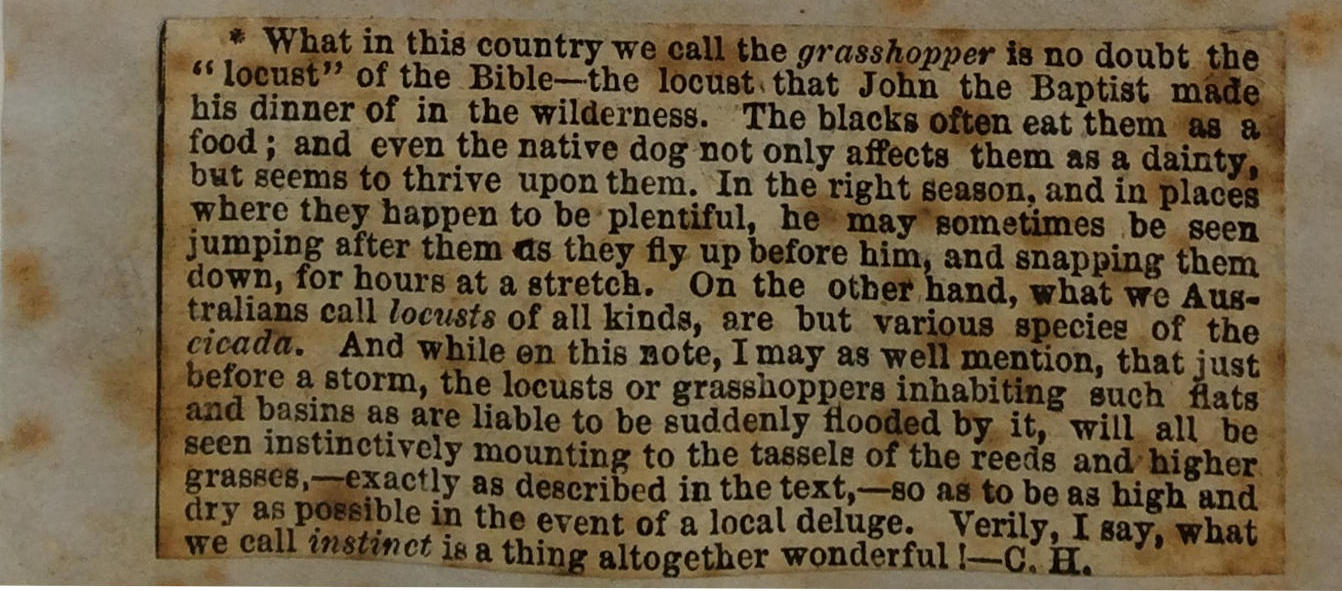 * What in this country we call the grasshopper is no doubt the
“locust” of the Bible—the locust that John the Baptist made
his dinner of in the wilderness. The blacks often eat them as a
food; and even the native dog not only affects them as a dainty,
but seems to thrive upon them. In the right season, and in places
where they happen to be plentiful, he may sometimes be seen
jumping after them as they fly up before him, and snapping them
down, for hours at a stretch. On the other hand, what we Aus-
tralians call locusts of all kinds, are but various species of the
cicada. And while on this note, I may as well mention, that just
before a storm, the locusts or grasshoppers inhabiting such flats
and basins as are liable to be suddenly flooded by it, will all be
seen instinctively mounting to the tassels of the reeds and higher
grasses,—exactly as described in the text,—so as to be as high and
dry as possible in the event of a local deluge. Verily, I say, what
we call instinct is a thing altogether wonderful!—C. H.